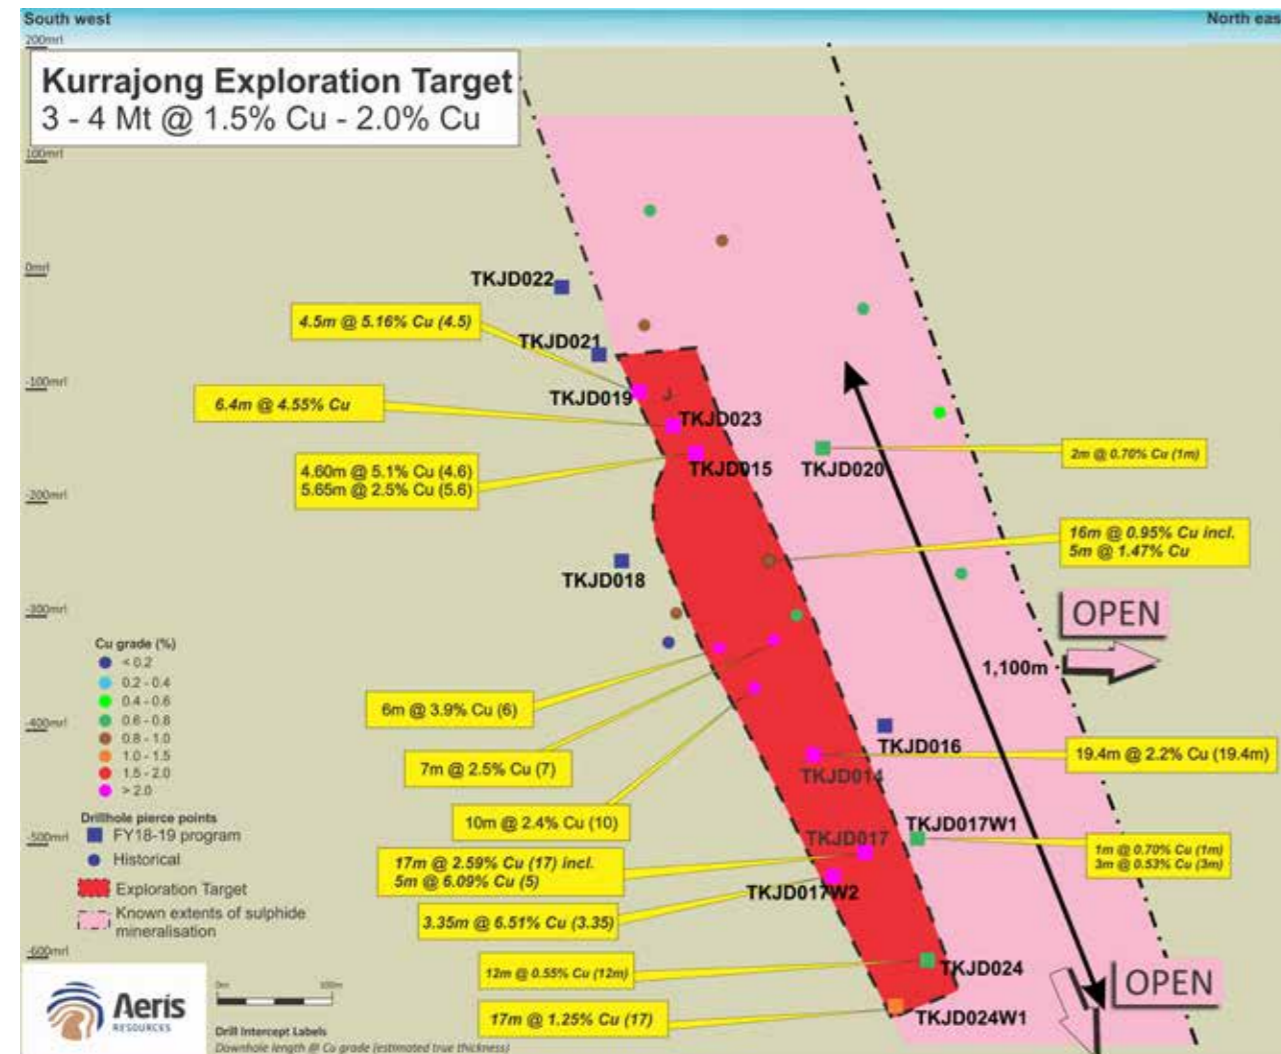 South west
North eas
200mrl
Kurrajong Exploration Target
3 - 4 Mt @ 1.5% Cu - 2.0% Cu
100mrl
0mrl
TKJD022
4.5m @ 5.16% Cu (4.5)
TKJD021
-100mrl
TKJD019
6.4m @ 4.55% Cu
TKJD023
4.60m @ 5.1% Cu (4.6)
5.65m @ 2.5% Cu (5.6)
TKJD015
TKJD020
2m @ 0.70% Cu (1m)
-200mrl
16m @ 0.95% Cu incl.
5m @ 1.47% Cu
TKJD018
-300mrl
OPEN
1,100m
Cu grade (%)
< 0.2
0.2 - 0.4
0.4 - 0.6
0.6 - 0.8
0.8 - 1.0
1.0 - 1.5
1.5 - 2.0
> 2.0
-400mrl
6m @ 3.9% Cu (6)
TKJD016
7m @ 2.5% Cu (7)
TKJD014
19.4m @ 2.2% Cu (19.4m)
10m @ 2.4% Cu (10)
Drillhole pierce points
FY18-19 program
Historical
Exploration Target
Known extents of sulphide
mineralisation
-500mrl
TKJD017
TKJD017W1
17m @ 2.59% Cu (17) incl.
5m @ 6.09% Cu (5)
1m @ 0.70% Cu (1m)
3m @ 0.53% Cu (3m)
TKJD017W2
3.35m @ 6.51% Cu (3.35)
-600mrl
12m @ 0.55% Cu (12m)
TKJD024
OPEN
17m @ 1.25% Cu (17)
TKJD024W1
Aeris
RESOURCES
0m
100m
Drill Intercept Labels
Downhole length @ Cu grade (estimated true thickness)